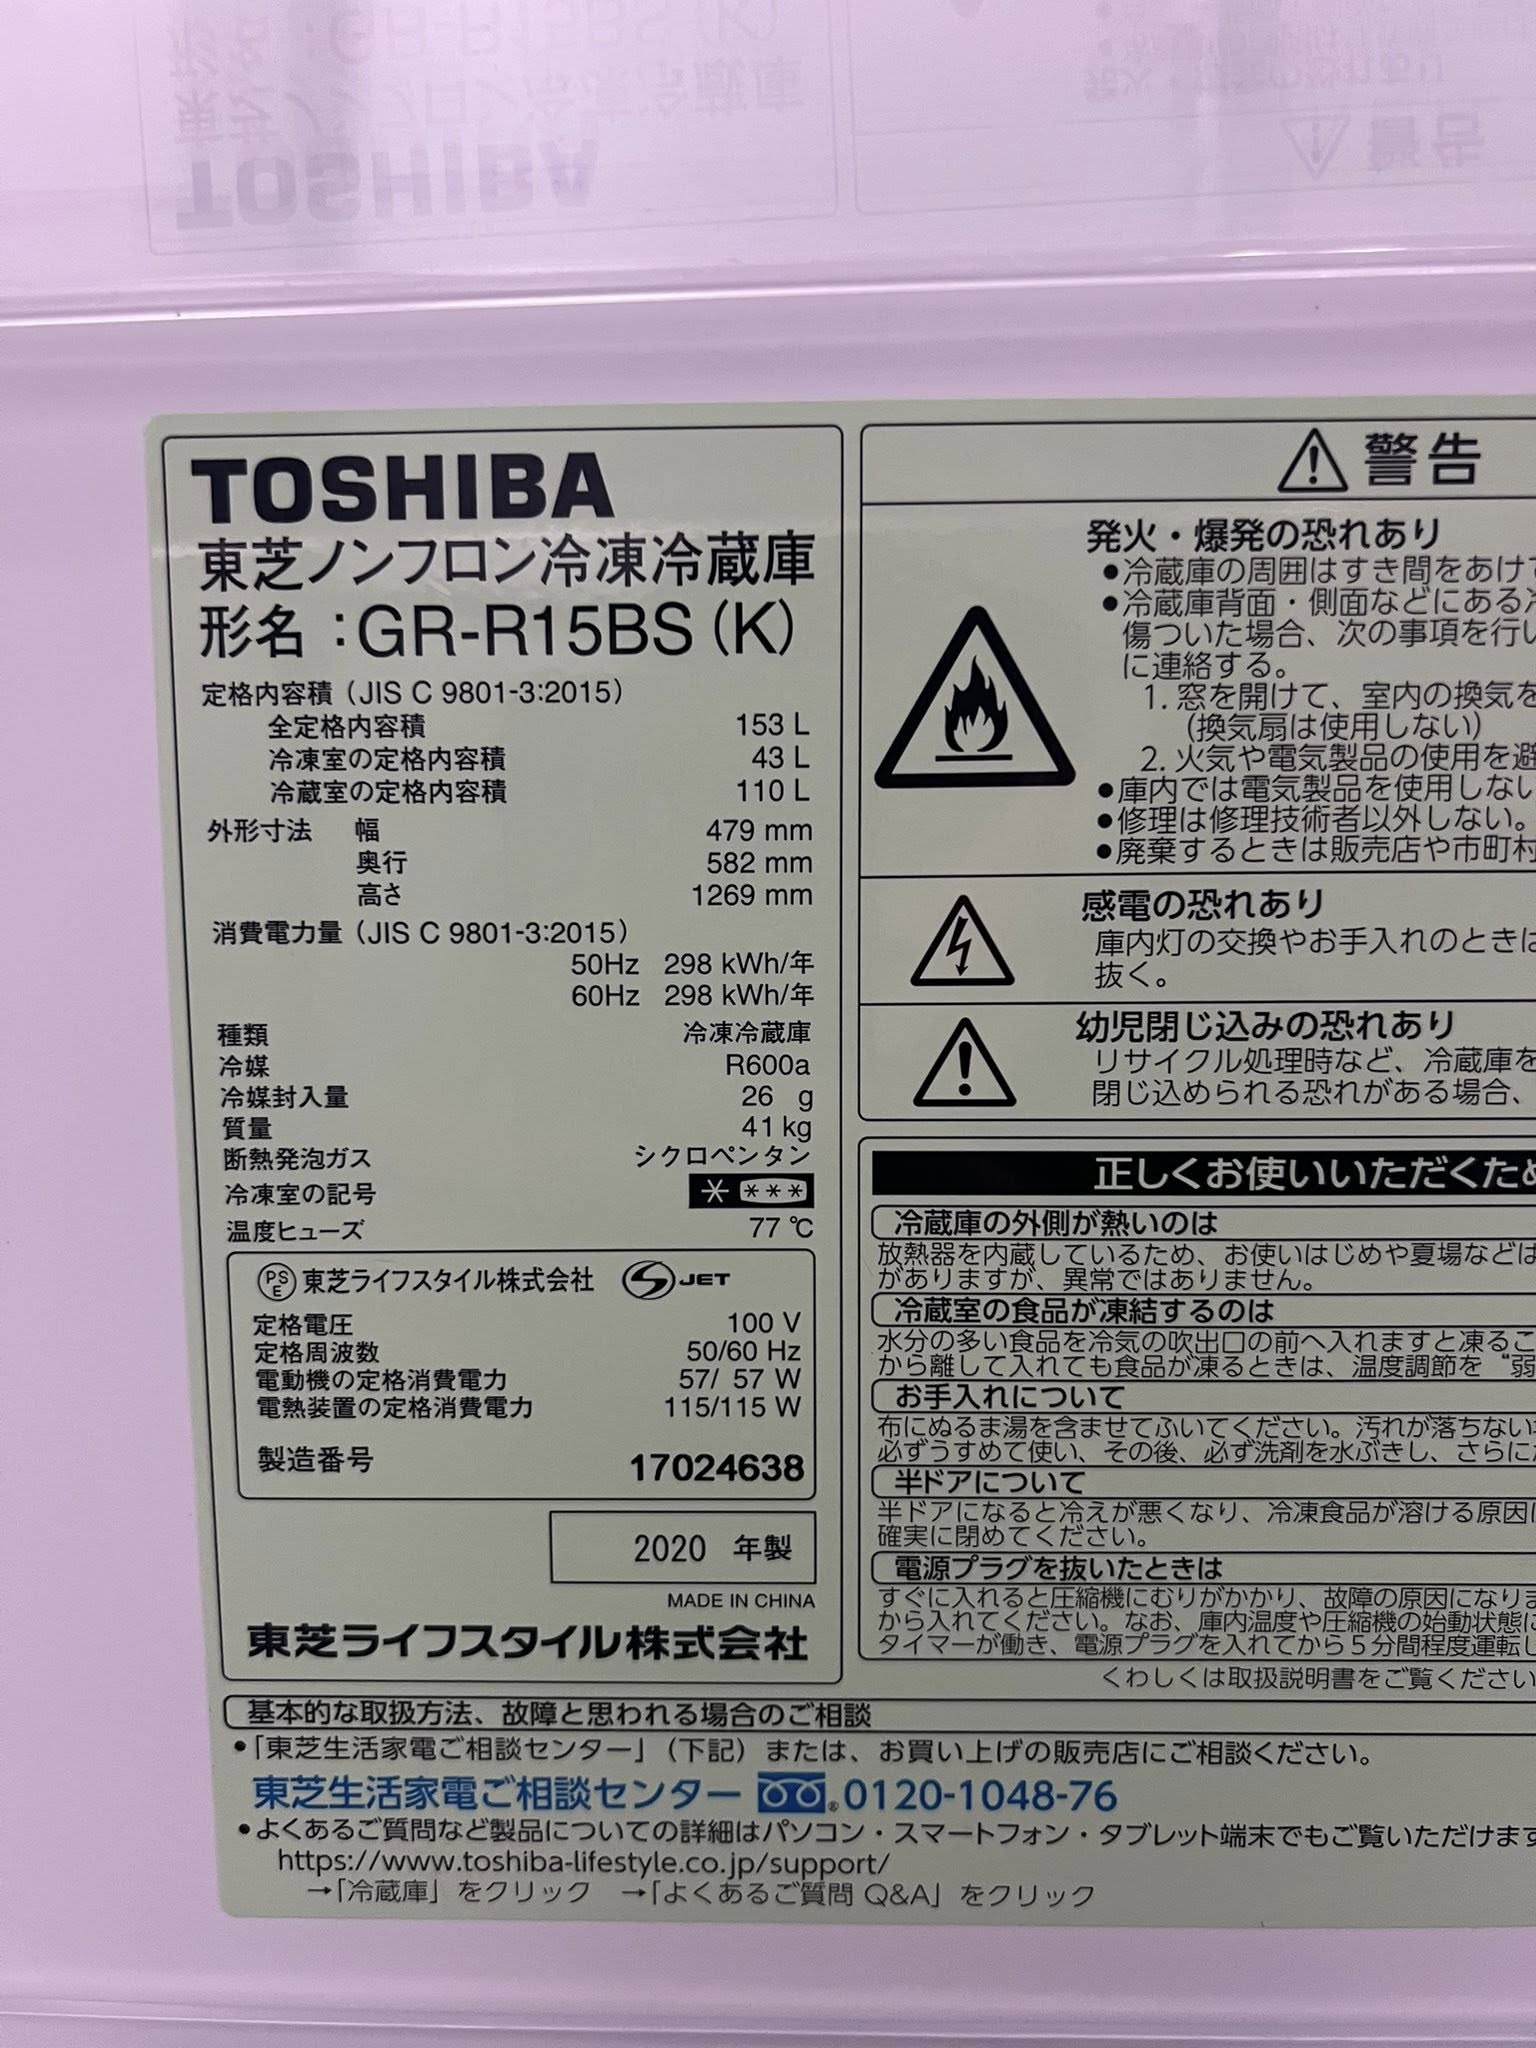 TOSHIBA
東芝ノンフロン冷凍冷蔵庫
形名：GR-R15BS (K)
定格内容積 (JIS C 9801-3:2015)
全定格内容積 153 L
冷凍室の定格内容積 43 L
冷蔵室の定格内容積 110 L
外形寸法 幅 479 mm
奥行 582 mm
高さ 1269 mm
消費電力量 (JIS C 9801-3:2015)
50Hz 298 kWh/年
60Hz 298 kWh/年
種類 冷凍冷蔵庫
冷媒 R600a
冷媒封入量 26 g
質量 41 kg
断熱発泡ガス シクロペンタン
冷凍室の記号 * ***
温度ヒューズ 77 ℃
PSE 東芝ライフスタイル株式会社 S JET
定格電圧 100 V
定格周波数 50/60 Hz
電動機の定格消費電力 57/ 57 W
電熱装置の定格消費電力 115/115 W
製造番号 17024638
2020 年製
MADE IN CHINA
東芝ライフスタイル株式会社
警告
発火・爆発の恐れあり
●冷蔵庫の周囲はすき間をあけて
●冷蔵庫背面・側面などにある
傷ついた場合、次の事項を行い
に連絡する。
1. 窓を開けて、室内の換気を
(換気扇は使用しない)
2. 火気や電気製品の使用を避
●庫内では電気製品を使用しない
●修理は修理技術者以外しない。
●廃棄するときは販売店や市町村
感電の恐れあり
庫内灯の交換やお手入れのときは
抜く。
幼児閉じ込みの恐れあり
リサイクル処理時など、冷蔵庫を
閉じ込められる恐れがある場合、
正しくお使いいただくため
冷蔵庫の外側が熱いのは
放熱器を内蔵しているため、お使いはじめや夏場などは
がありますが、異常ではありません。
冷蔵室の食品が凍結するのは
水分の多い食品を冷気の吹出口の前へ入れますと凍るこ
から離して入れても食品が凍るときは、温度調節を“弱
お手入れについて
布にぬるま湯を含ませてふいてください。汚れが落ちない
必ずうすめて使い、その後、必ず洗剤を水ぶきし、さらに
半ドアについて
半ドアになると冷えが悪くなり、冷凍食品が溶ける原因
確実に閉めてください。
電源プラグを抜いたときは
すぐに入れると圧縮機にむりがかかり、故障の原因になりま
から入れてください。なお、庫内温度や圧縮機の始動状態に
タイマーが働き、電源プラグを入れてから5分間程度運転し
くわしくは取扱説明書をご覧ください
基本的な取扱方法、故障と思われる場合のご相談
●「東芝生活家電ご相談センター」（下記）または、お買い上げの販売店にご相談ください。
東芝生活家電ご相談センター ® 0120-1048-76
●よくあるご質問など製品についての詳細はパソコン・スマートフォン・タブレット端末でもご覧いただけます
https://www.toshiba-lifestyle.co.jp/support/
→「冷蔵庫」をクリック →「よくあるご質問 Q&A」をクリック